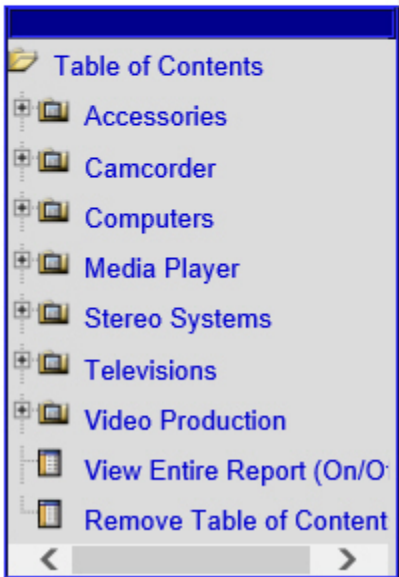 Table of Contents
Accessories
Camcorder
Computers
Media Player
Stereo Systems
Televisions
Video Production
View Entire Report (On/O
Remove Table of Content